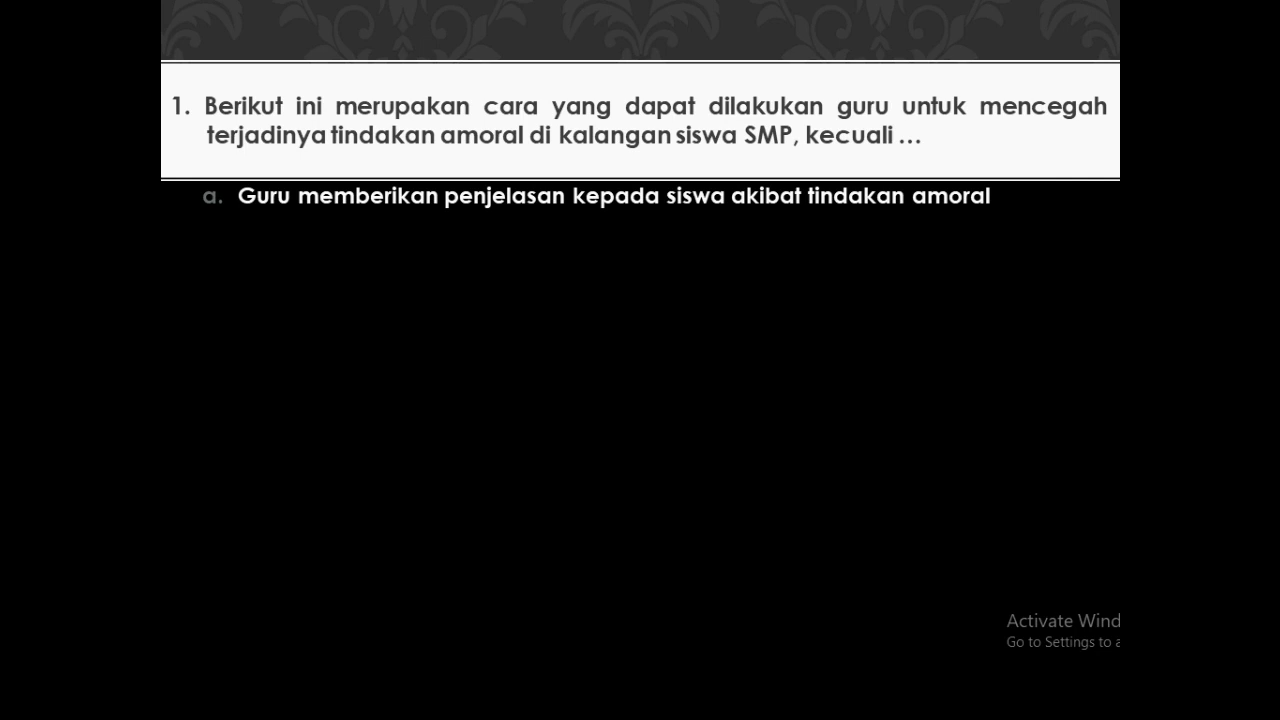 1. Berikut ini merupakan cara yang dapat dilakukan guru untuk mencegah
terjadinya tindakan amoral di kalangan siswa SMP, kecuali …
a. Guru memberikan penjelasan kepada siswa akibat tindakan amoral
Activate Wind
Go to Settings to a